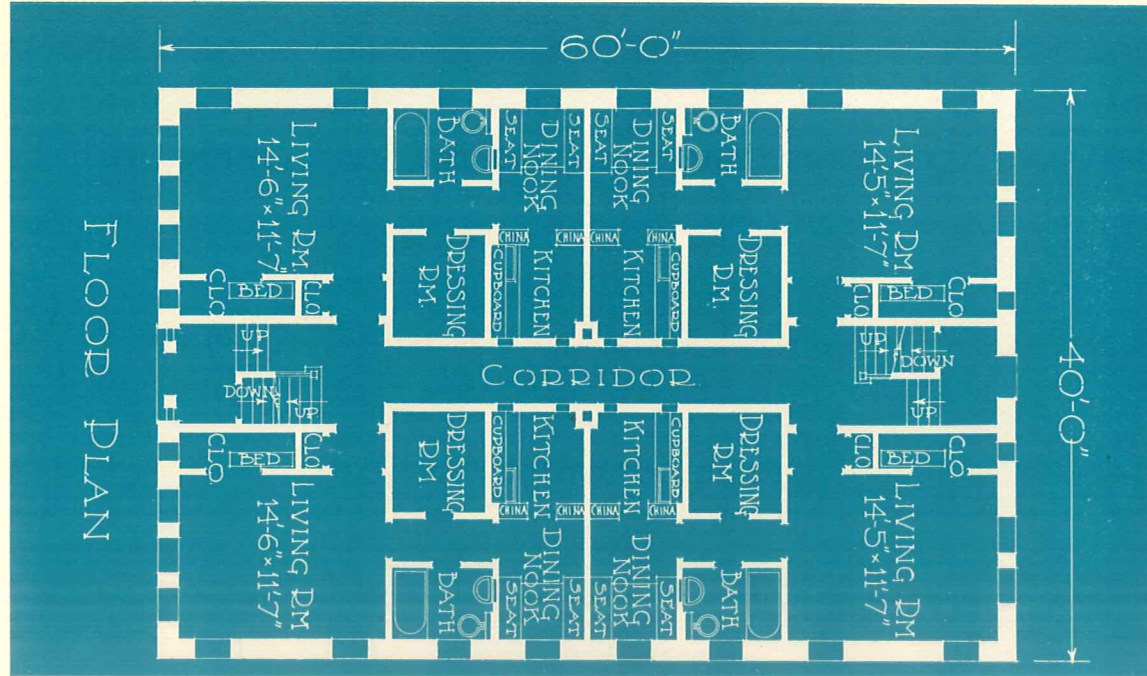 60'-0"
LIVING RM.
14'-6" × 11'-7"
BATH
SEAT
DINING
NOOK
SEAT
SEAT
DINING
NOOK
SEAT
BATH
LIVING RM
14'-5" × 11'-7"
CLO.
BED
CLO.
DRESSING
RM.
CHINA
CHINA
CUPBOARD
KITCHEN
CHINA
CHINA
KITCHEN
CUPBOARD
DRESSING
RM.
CLO
BED
CLO
UP
DOWN
UP
CORRIDOR
UP
DOWN
UP
40'-0"
FLOOR PLAN
CLO.
BED
CLO.
DRESSING
RM
CUPBOARD
KITCHEN
CHINA
CHINA
KITCHEN
CUPBOARD
CHINA
CHINA
DRESSING
RM
CLO
BED
CLO
LIVING RM
14'-6" × 11'-7"
BATH
SEAT
DINING
NOOK
SEAT
SEAT
DINING
NOOK
SEAT
BATH
LIVING RM
14'-5" × 11'-7"